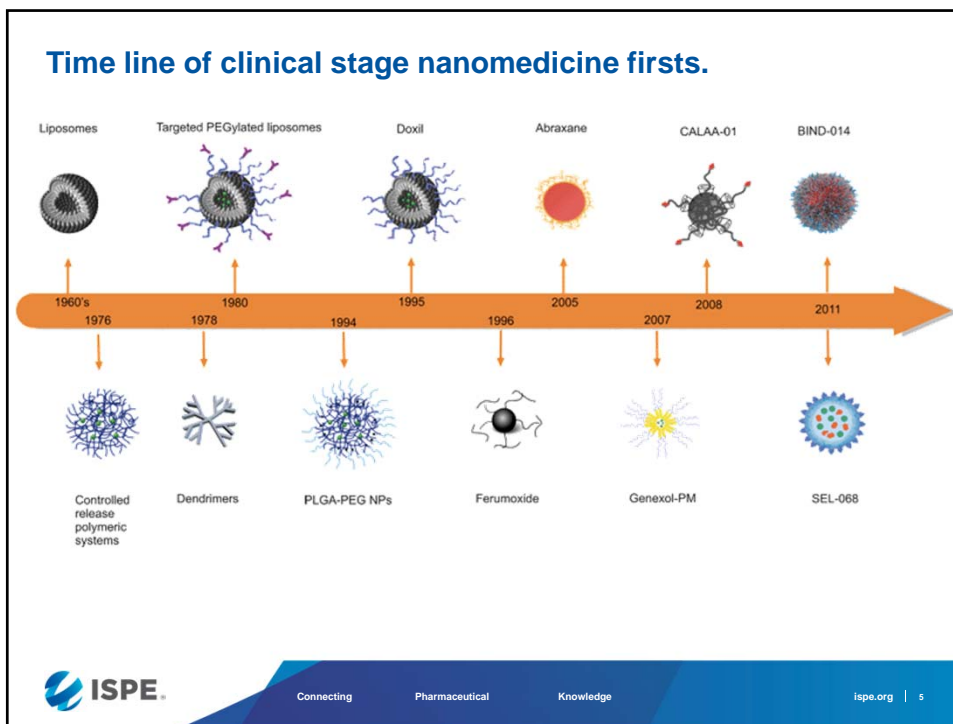 Time line of clinical stage nanomedicine firsts.
Liposomes
Targeted PEGylated liposomes
Doxil
Abraxane
CALAA-01
BIND-014
1960's
1980
1995
2005
2008
2011
1976
1978
1994
1996
2007
Controlled
release
polymeric
systems
Dendrimers
PLGA-PEG NPs
Ferumoxide
Genexol-PM
SEL-068
ISPE®
Connecting Pharmaceutical Knowledge
ispe.org | 5